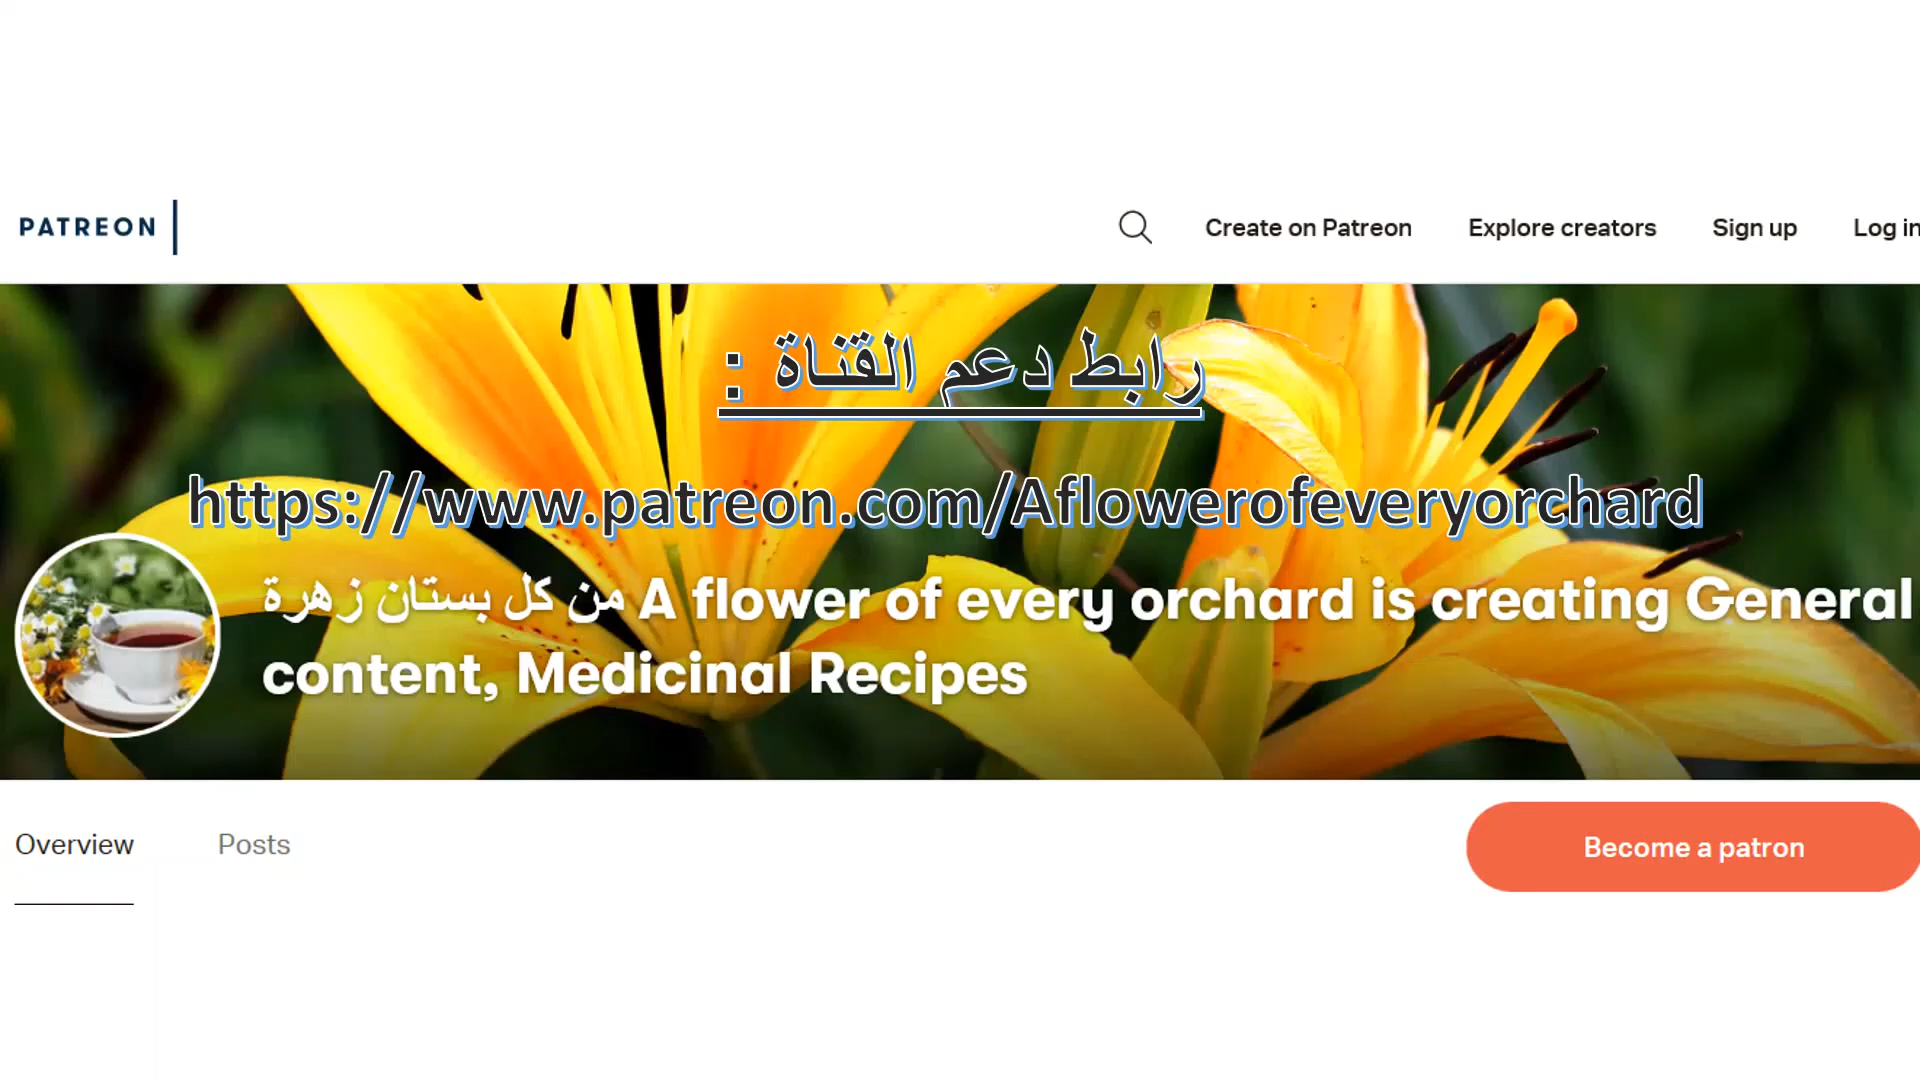 PATREON
Create on Patreon
Explore creators
Sign up
Log in
رابط دعم القناة :
https://www.patreon.com/Aflowerofeveryorchard
من كل بستان زهرة A flower of every orchard is creating General
content, Medicinal Recipes
Overview
Posts
Become a patron